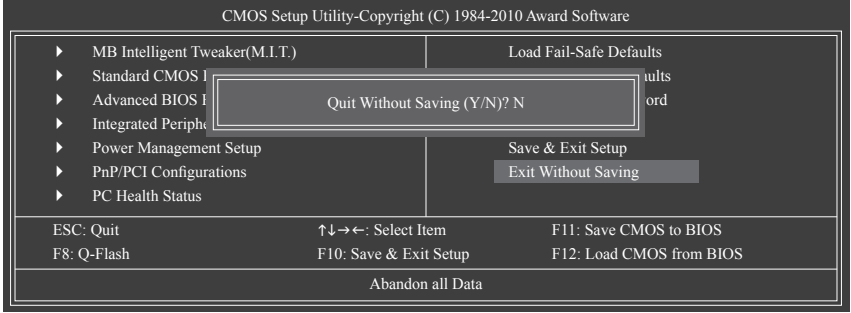 CMOS Setup Utility-Copyright (C) 1984-2010 Award Software
MB Intelligent Tweaker(M.I.T.)
Standard CMOS
Advanced BIOS
Integrated
Power Management Setup
PnP/PCI Configurations
PC Health Status
Load Fail-Safe Defaults
Save & Exit Setup
Exit Without Saving
Quit Without Saving (Y/N)? N
ESC: Quit ↑↓→←: Select Item F11: Save CMOS to BIOS
F8: Q-Flash F10: Save & Exit Setup F12: Load CMOS from BIOS
Abandon all Data